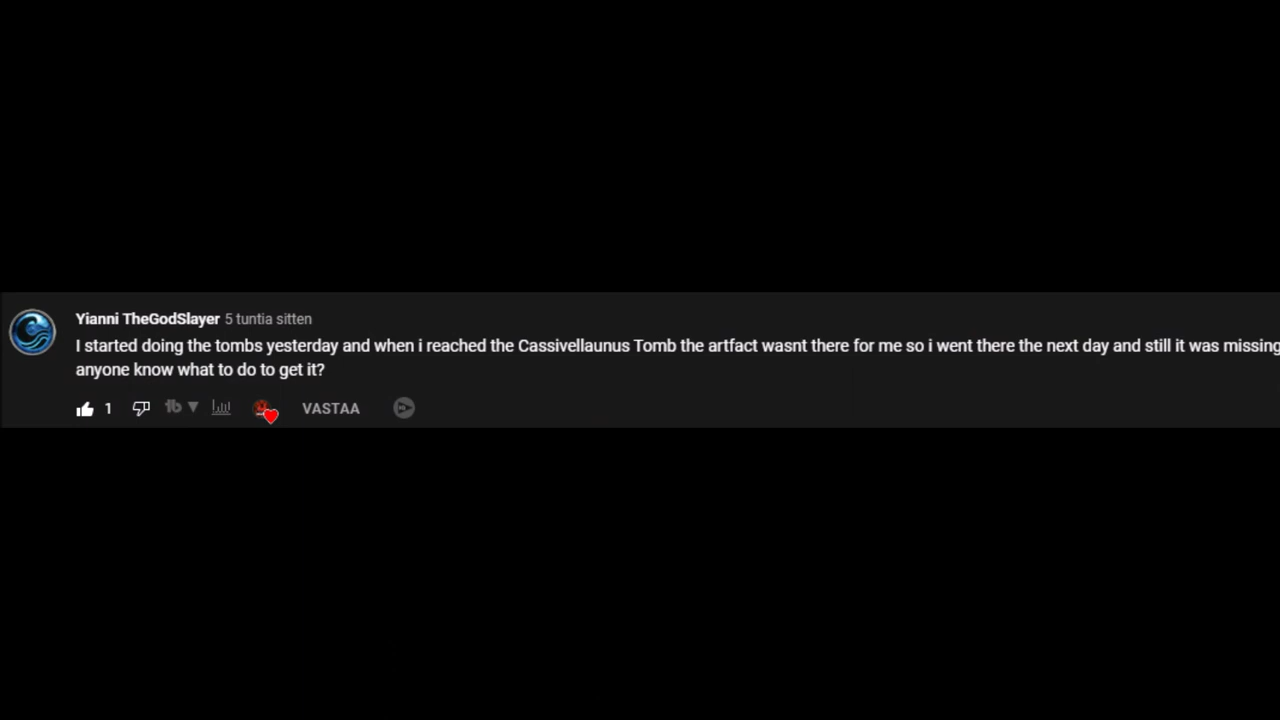 Yianni TheGodSlayer 5 tuntia sitten
I started doing the tombs yesterday and when i reached the Cassivellaunus Tomb the artfact wasnt there for me so i went there the next day and still it was missing
anyone know what to do to get it?
1 VASTAA